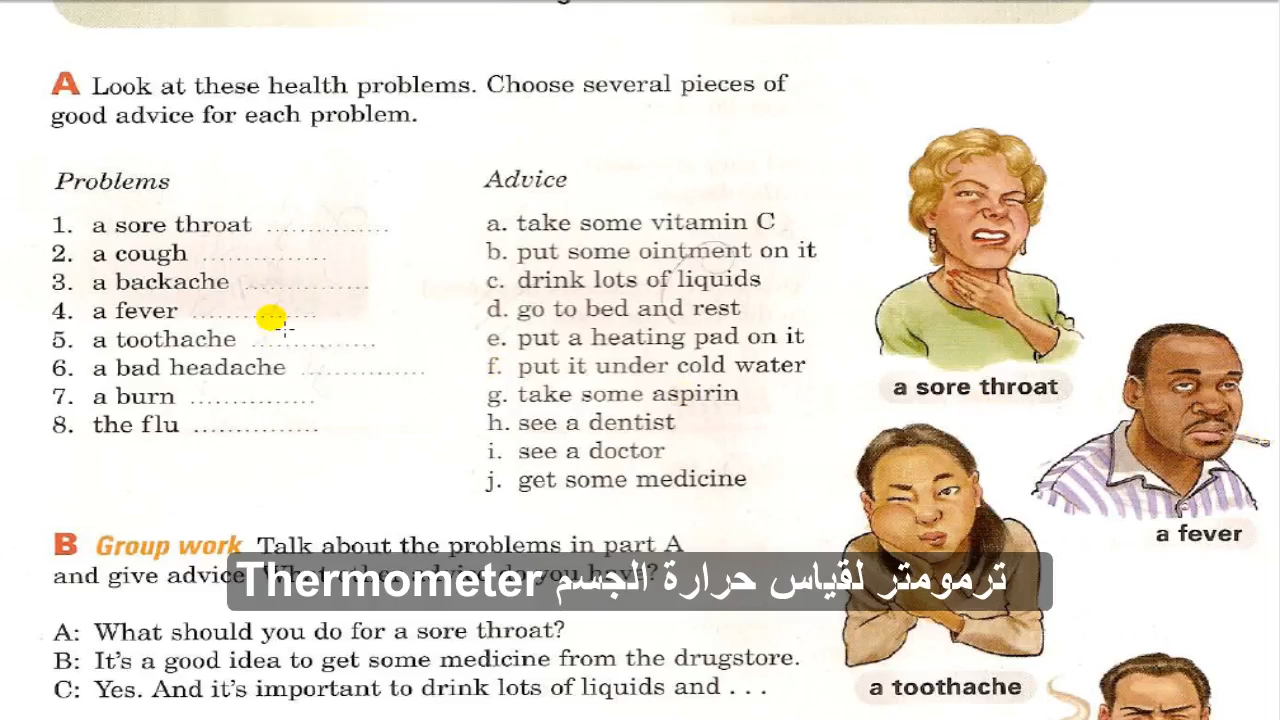 A Look at these health problems. Choose several pieces of
good advice for each problem.
Problems
1. a sore throat ................
2. a cough ................
3. a backache ................
4. a fever ................
5. a toothache ................
6. a bad headache ................
7. a burn ................
8. the flu ................
Advice
a. take some vitamin C
b. put some ointment on it
c. drink lots of liquids
d. go to bed and rest
e. put a heating pad on it
f. put it under cold water
g. take some aspirin
h. see a dentist
i. see a doctor
j. get some medicine
a sore throat
a fever
a toothache
B Group work Talk about the problems in part A
and give advice. What other advice do you have?
Thermometer ترمومتر لقياس حرارة الجسم
A: What should you do for a sore throat?
B: It's a good idea to get some medicine from the drugstore.
C: Yes. And it's important to drink lots of liquids and . . .